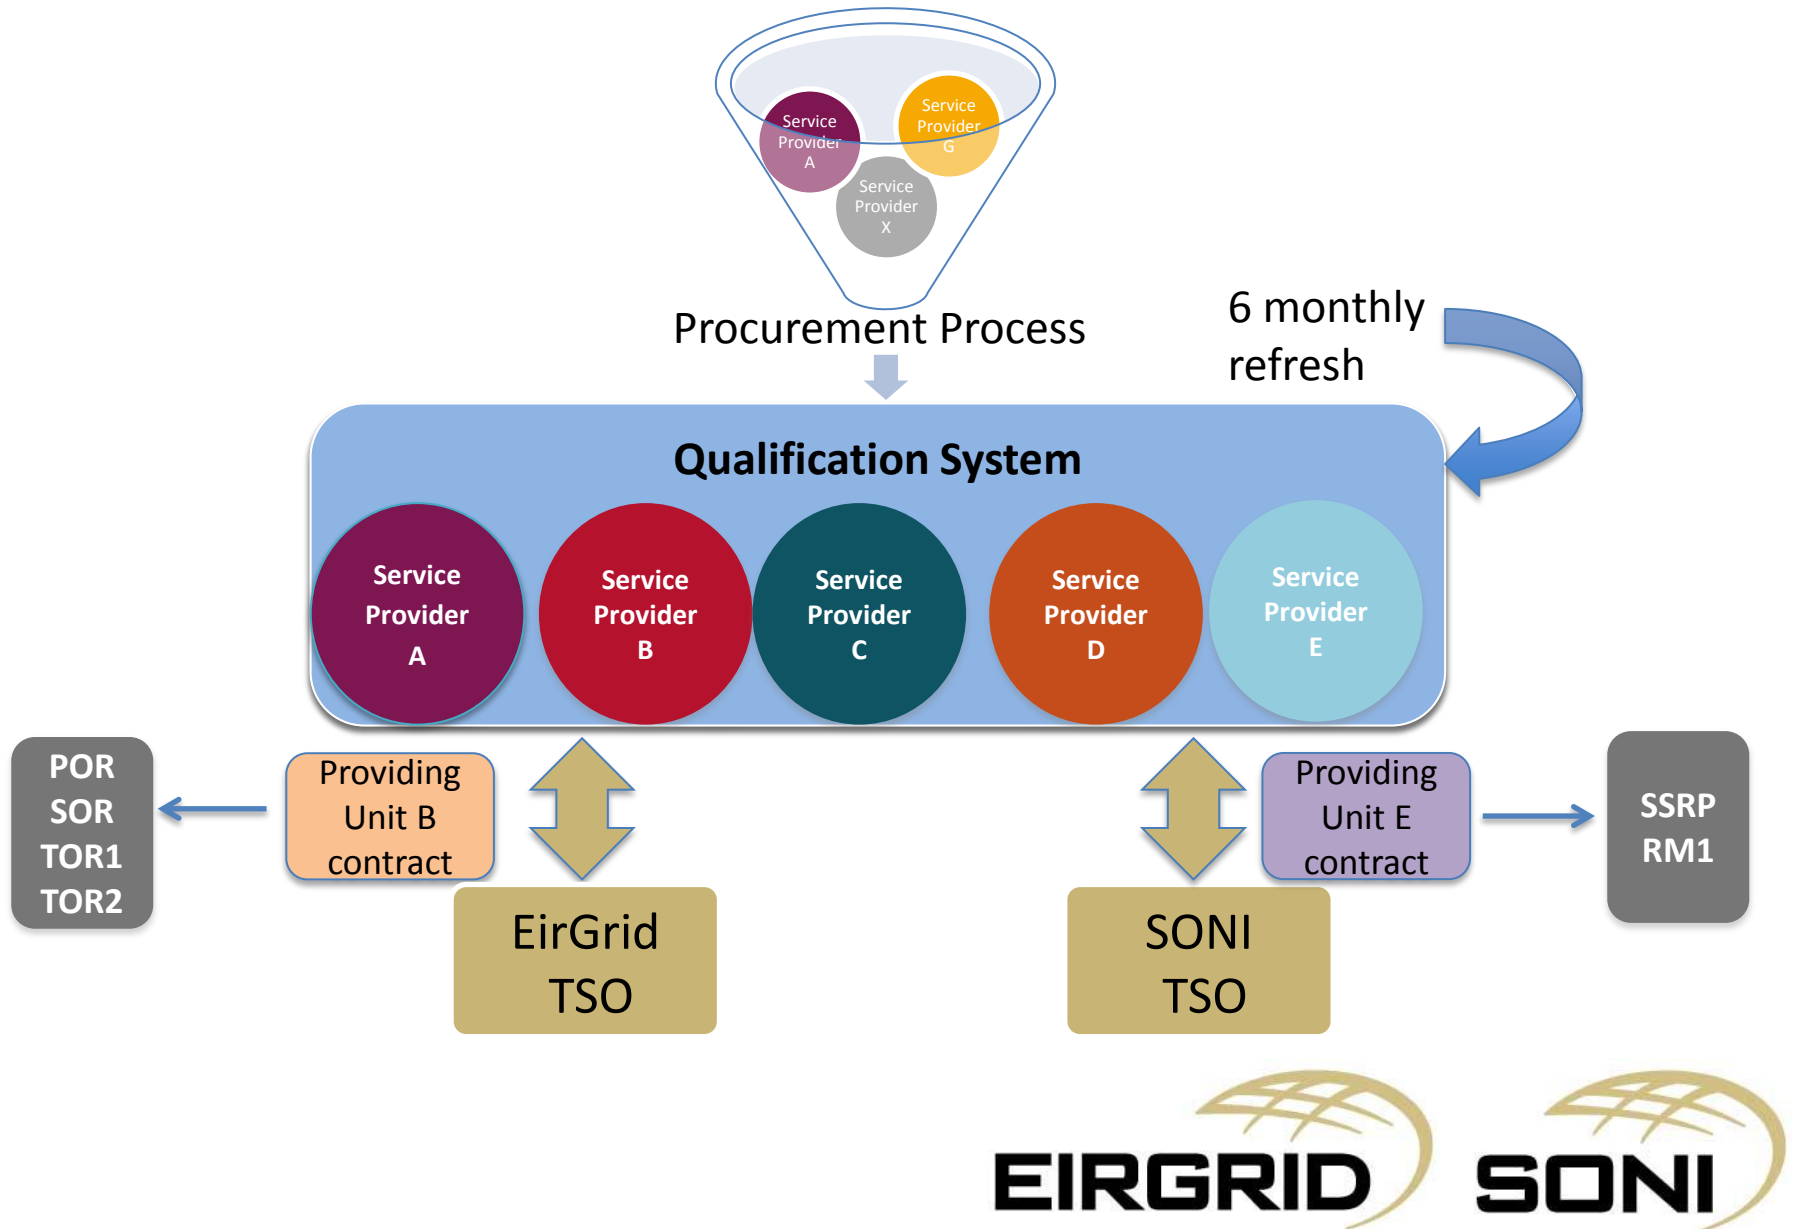 Service
Provider
A
Service
Provider
G
Service
Provider
X
Procurement Process
6 monthly
refresh
Qualification System
Service
Provider
A
Service
Provider
B
Service
Provider
C
Service
Provider
D
Service
Provider
E
POR
SOR
TOR1
TOR2
Providing
Unit B
contract
Providing
Unit E
contract
SSRP
RM1
EirGrid
TSO
SONI
TSO
EIRGRID
SONI